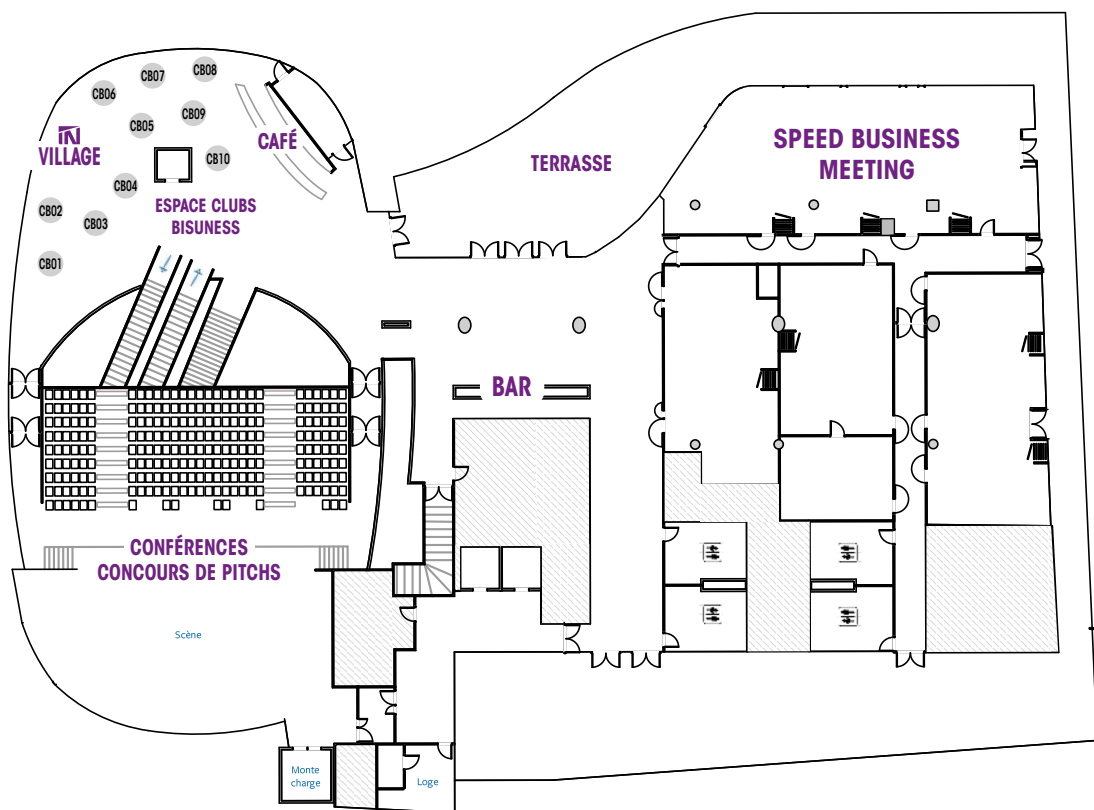 CB08
CB07
CB06
CB09
CB05
IN
VILLAGE
CAFÉ
CB10
CB04
CB02
CB03
ESPACE CLUBS
BISUNESS
CB01
TERRASSE
SPEED BUSINESS
MEETING
BAR
CONFÉRENCES
CONCOURS DE PITCHS
Scène
Monte
charge
Loge